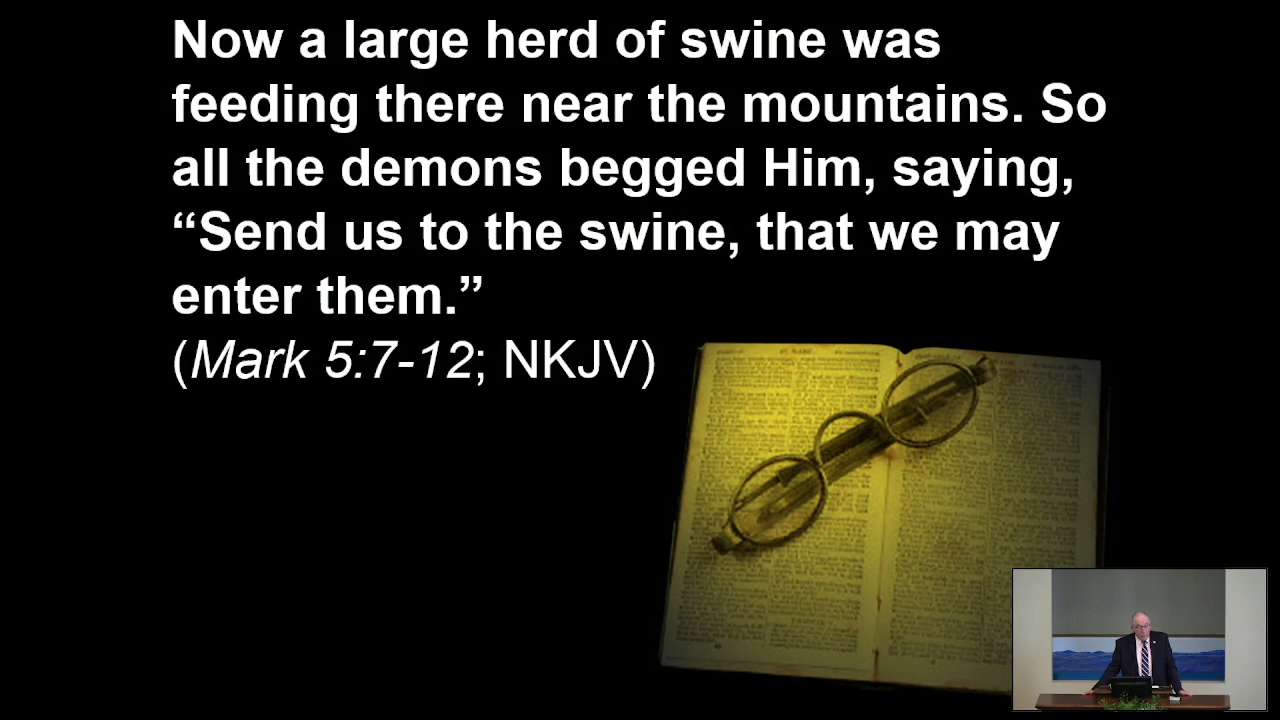 Now a large herd of swine was
feeding there near the mountains. So
all the demons begged Him, saying,
“Send us to the swine, that we may
enter them.”
(Mark 5:7-12; NKJV)